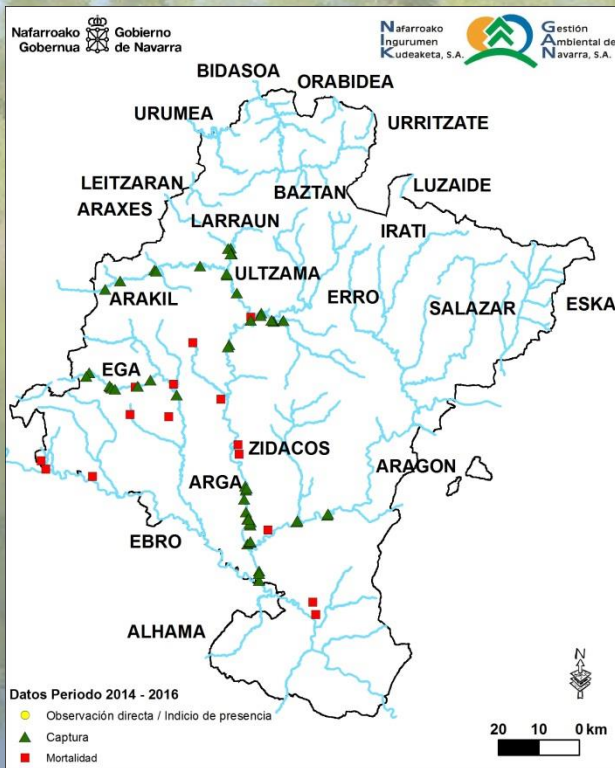 Nafarroako
Gobernua
Gobierno
de Navarra
Nafarroako
Ingurumen
Kudeaketa, S.A.
Gestión
Ambiental de
Navarra, S.A.
BIDASOA
ORABIDEA
URUMEA
URRITZATE
LEITZARAN
BAZTAN
LUZAIDE
ARAXES
LARRAUN
IRATI
ULTZAMA
ARAKIL
ERRO
SALAZAR
ESKA
EGA
ZIDACOS
ARAGON
ARGA
EBRO
ALHAMA
N
Datos Periodo 2014 - 2016
Observación directa / Indicio de presencia
Captura
Mortalidad
20 10 0 km